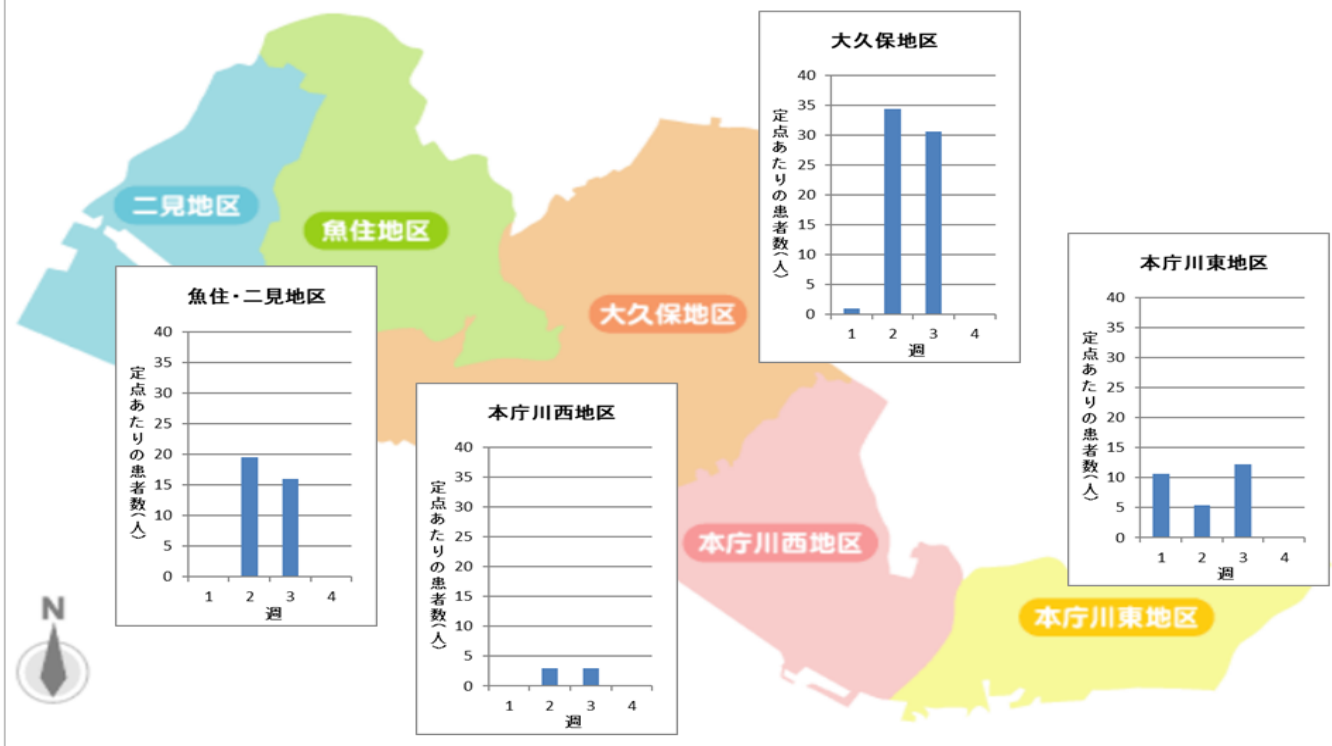 二見地区
魚住地区
大久保地区
本庁川西地区
本庁川東地区
N
大久保地区
定点あたりの患者数(人)
40
35
30
25
20
15
10
5
0
1 2 3 4
週
本庁川東地区
定点あたりの患者数(人)
40
35
30
25
20
15
10
5
0
1 2 3 4
週
魚住・二見地区
定点あたりの患者数(人)
40
35
30
25
20
15
10
5
0
1 2 3 4
週
本庁川西地区
定点あたりの患者数(人)
40
35
30
25
20
15
10
5
0
1 2 3 4
週